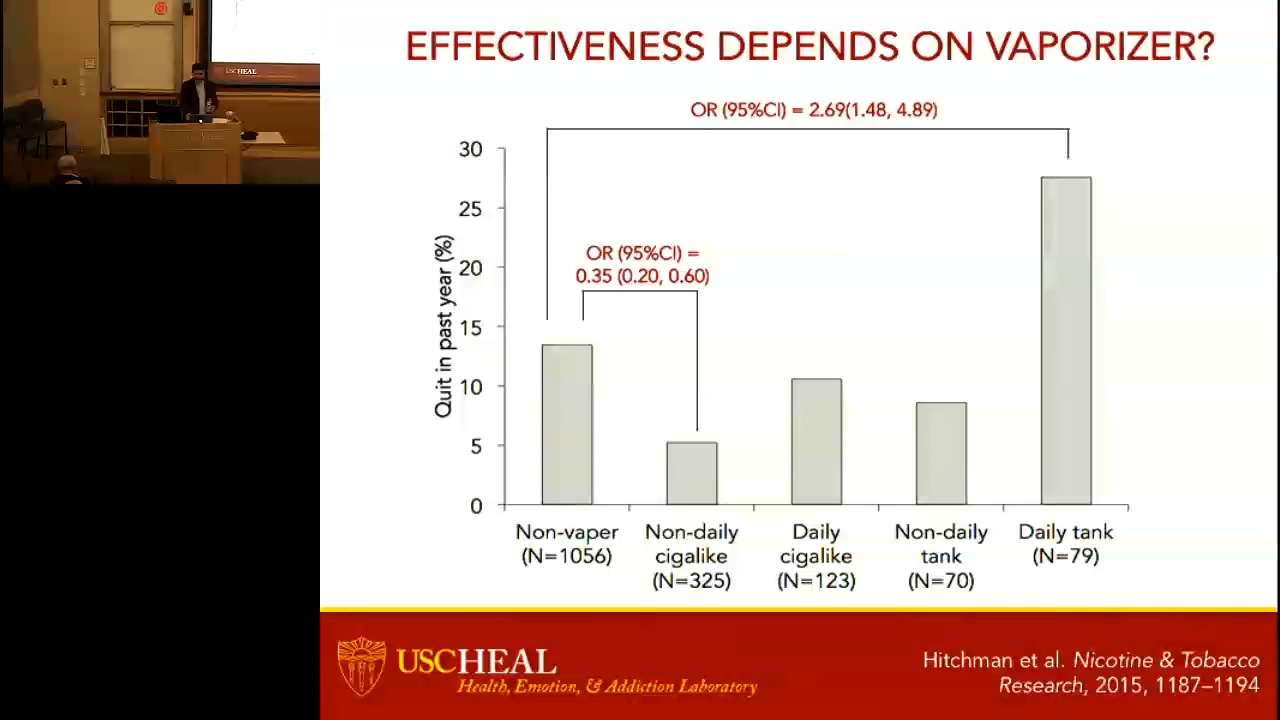 EFFECTIVENESS DEPENDS ON VAPORIZER?
OR (95%CI) = 2.69(1.48, 4.89)
OR (95%CI) =
0.35 (0.20, 0.60)
Quit in past year (%)
30
25
20
15
10
5
0
Non-vaper
(N=1056)
Non-daily
cigalike
(N=325)
Daily
cigalike
(N=123)
Non-daily
tank
(N=70)
Daily tank
(N=79)
USCHEAL
Health, Emotion, & Addiction Laboratory
Hitchman et al. Nicotine & Tobacco
Research, 2015, 1187–1194
USCHEAL